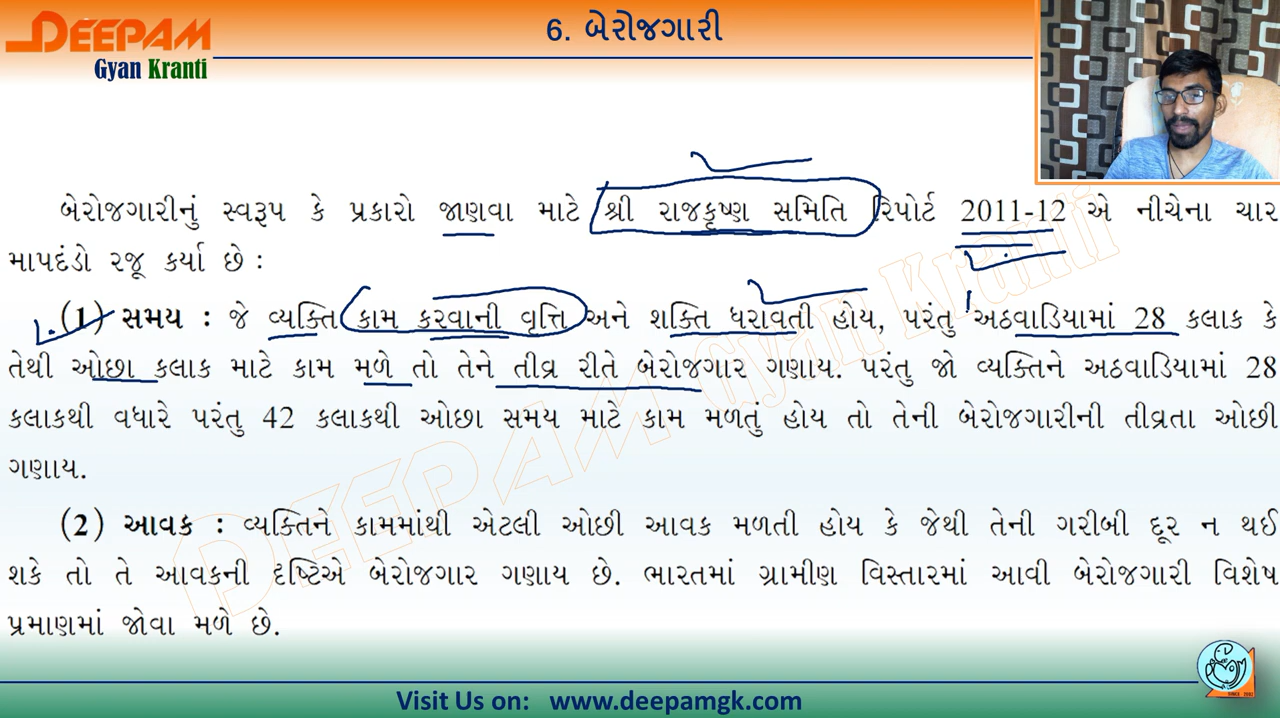 DEEPAM
Gyan Kranti
6. બેરોજગારી
બેરોજગારીનું સ્વરૂપ કે પ્રકારો જાણવા માટે શ્રી રાજકૃષ્ણ સમિતિ રિપોર્ટ 2011-12 એ નીચેના ચાર
માપદંડો રજૂ કર્યા છે :
(1) સમય : જે વ્યક્તિ કામ કરવાની વૃત્તિ અને શક્તિ ધરાવતી હોય, પરંતુ અઠવાડિયામાં 28 કલાક કે
તેથી ઓછા કલાક માટે કામ મળે તો તેને તીવ્ર રીતે બેરોજગાર ગણાય. પરંતુ જો વ્યક્તિને અઠવાડિયામાં 28
કલાકથી વધારે પરંતુ 42 કલાકથી ઓછા સમય માટે કામ મળતું હોય તો તેની બેરોજગારીની તીવ્રતા ઓછી
ગણાય.
(2) આવક : વ્યક્તિને કામમાંથી એટલી ઓછી આવક મળતી હોય કે જેથી તેની ગરીબી દૂર ન થઈ
શકે તો તે આવકની દૃષ્ટિએ બેરોજગાર ગણાય છે. ભારતમાં ગ્રામીણ વિસ્તારમાં આવી બેરોજગારી વિશેષ
પ્રમાણમાં જોવા મળે છે.
DEEPAM Gyan Kranti
Visit Us on: www.deepamgk.com